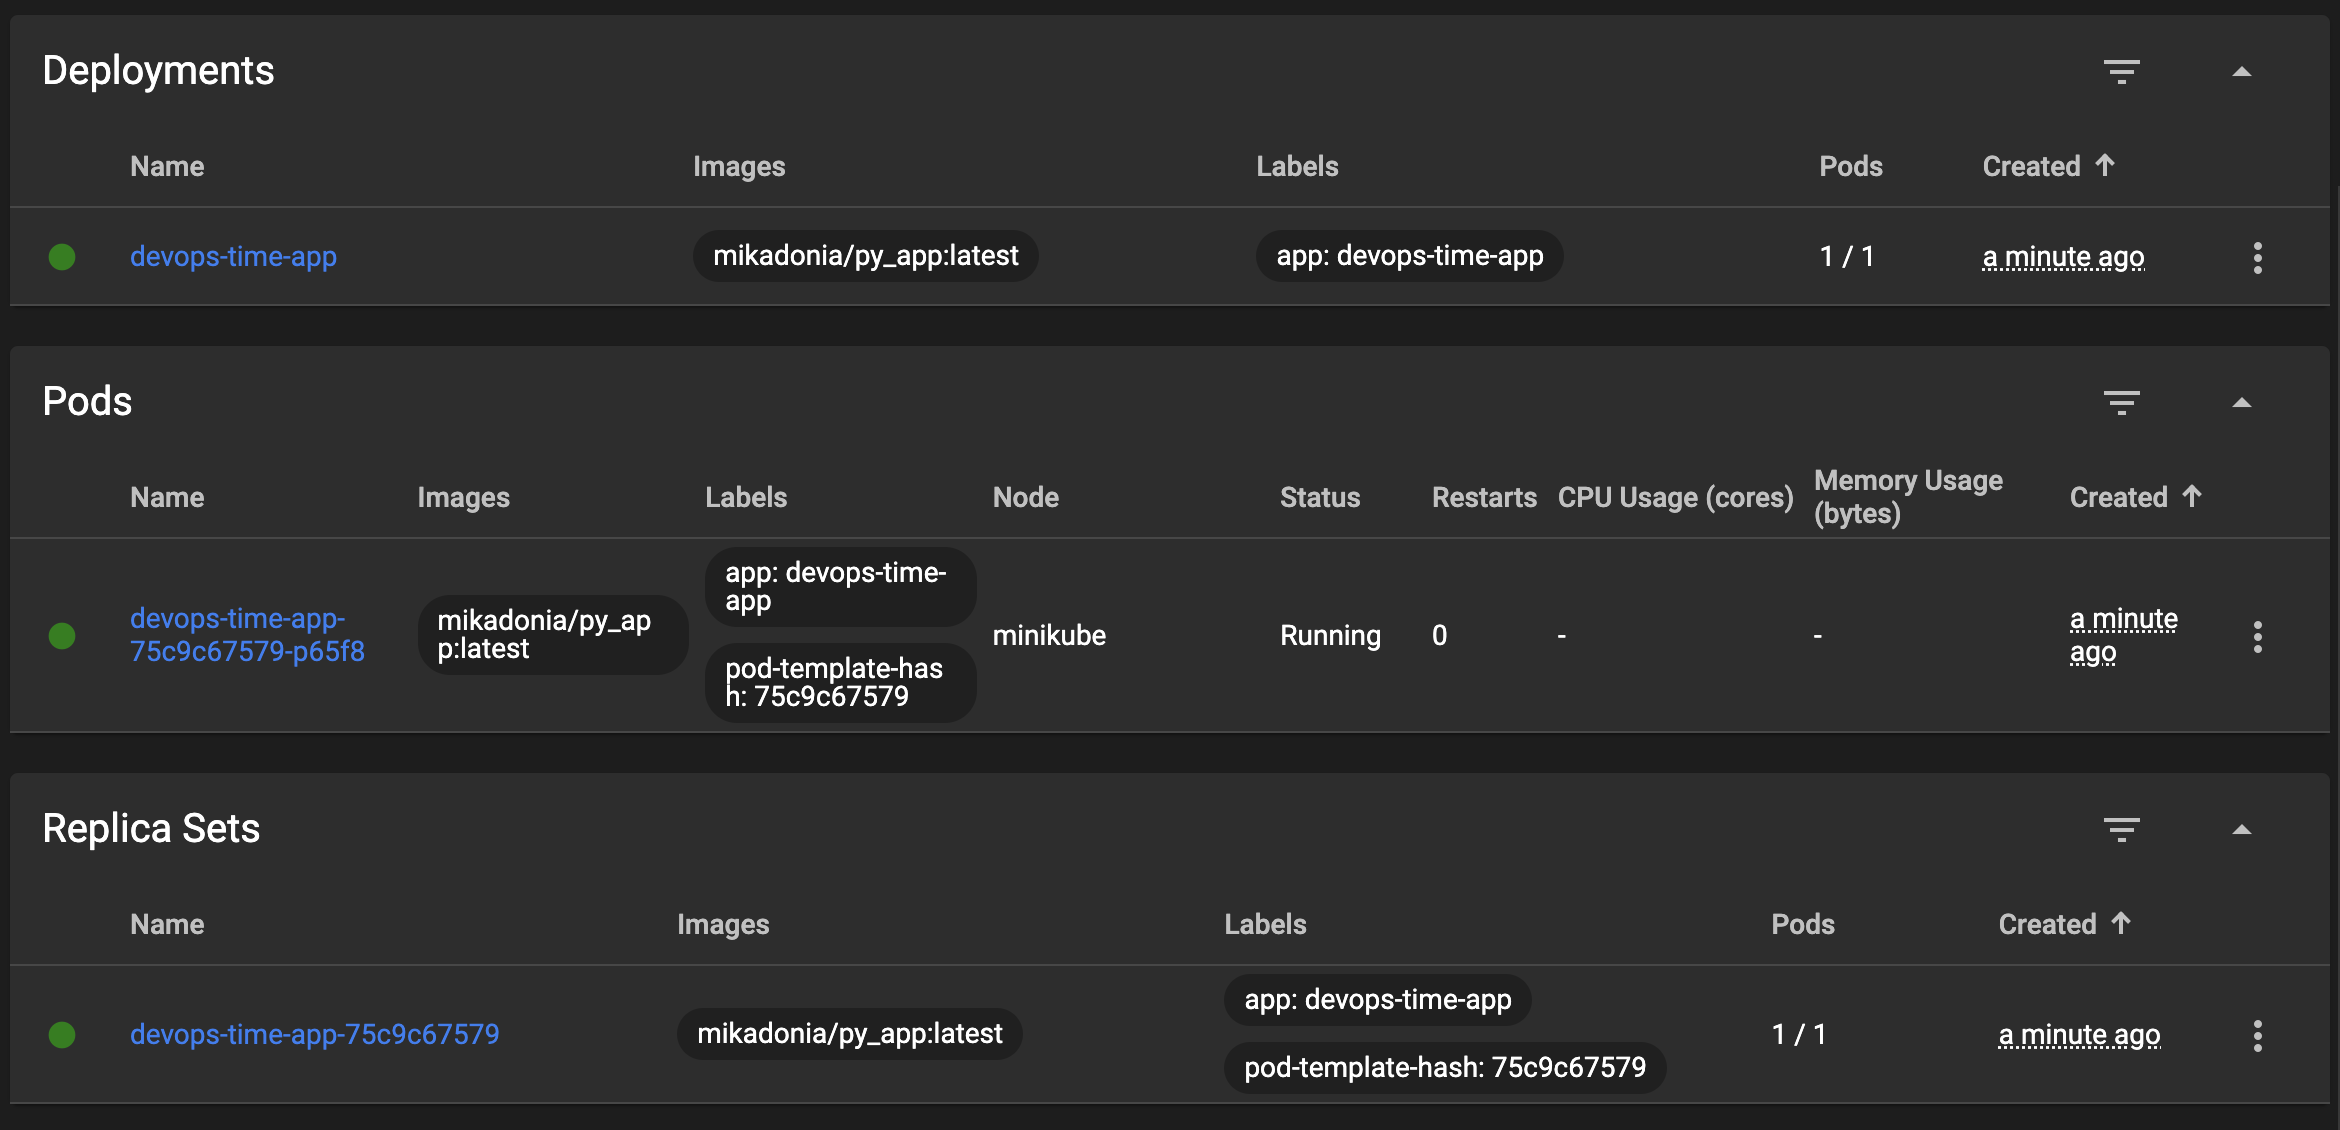 Deployments
Name Images Labels Pods Created ↑
devops-time-app mikadonia/py_app:latest app: devops-time-app 1 / 1 a minute ago
Pods
Name Images Labels Node Status Restarts CPU Usage (cores) Memory Usage
(bytes) Created ↑
devops-time-app-
75c9c67579-p65f8
mikadonia/py_ap
p:latest
app: devops-time-
app
pod-template-has
h: 75c9c67579
minikube Running 0 - -
a minute
ago
Replica Sets
Name Images Labels Pods Created ↑
devops-time-app-75c9c67579 mikadonia/py_app:latest
app: devops-time-app
pod-template-hash: 75c9c67579
1 / 1 a minute ago